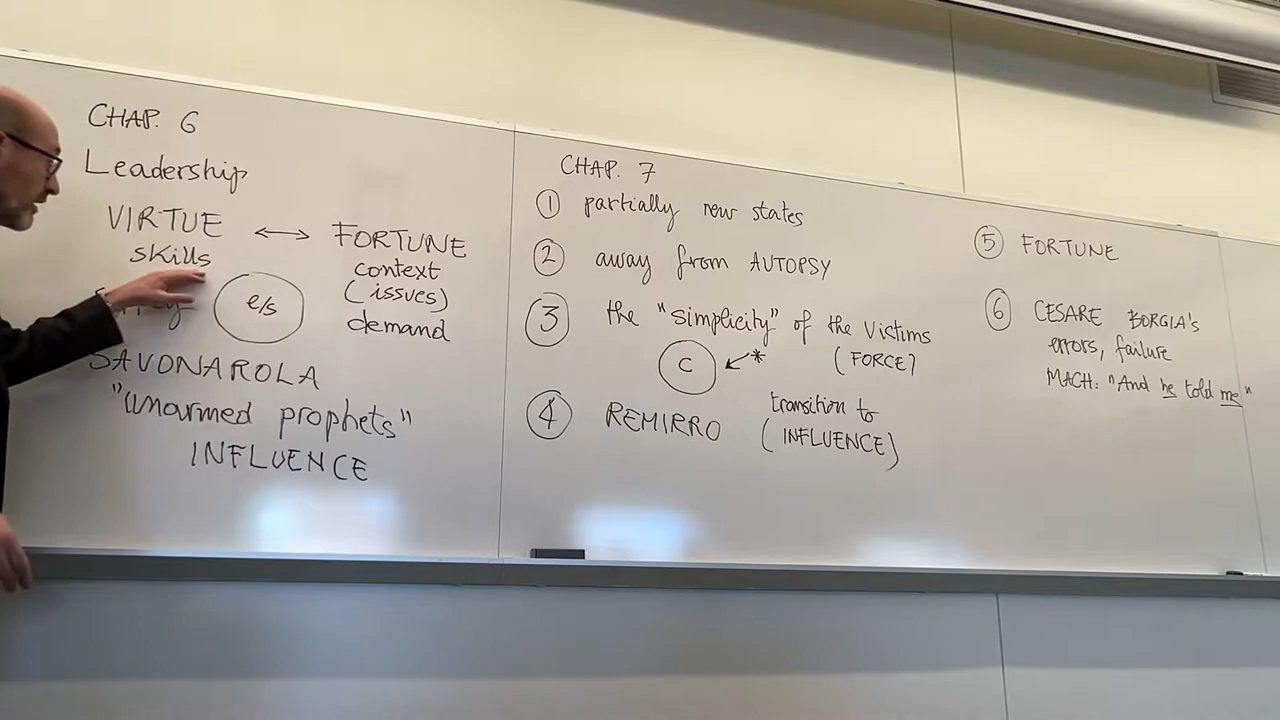 CHAP. 6
Leadership
VIRTUE ↔ FORTUNE
skills
context
(issues)
demand
e/s
SAVONAROLA
"unarmed prophets"
INFLUENCE
CHAP. 7
① partially new states
② away from AUTOPSY
③ the "simplicity" of the victims
(FORCE)
C ↙*
④ REMIRRO
transition to
(INFLUENCE)
⑤ FORTUNE
⑥ CESARE BORGIA's
errors, failure
MACH: "And he told me"